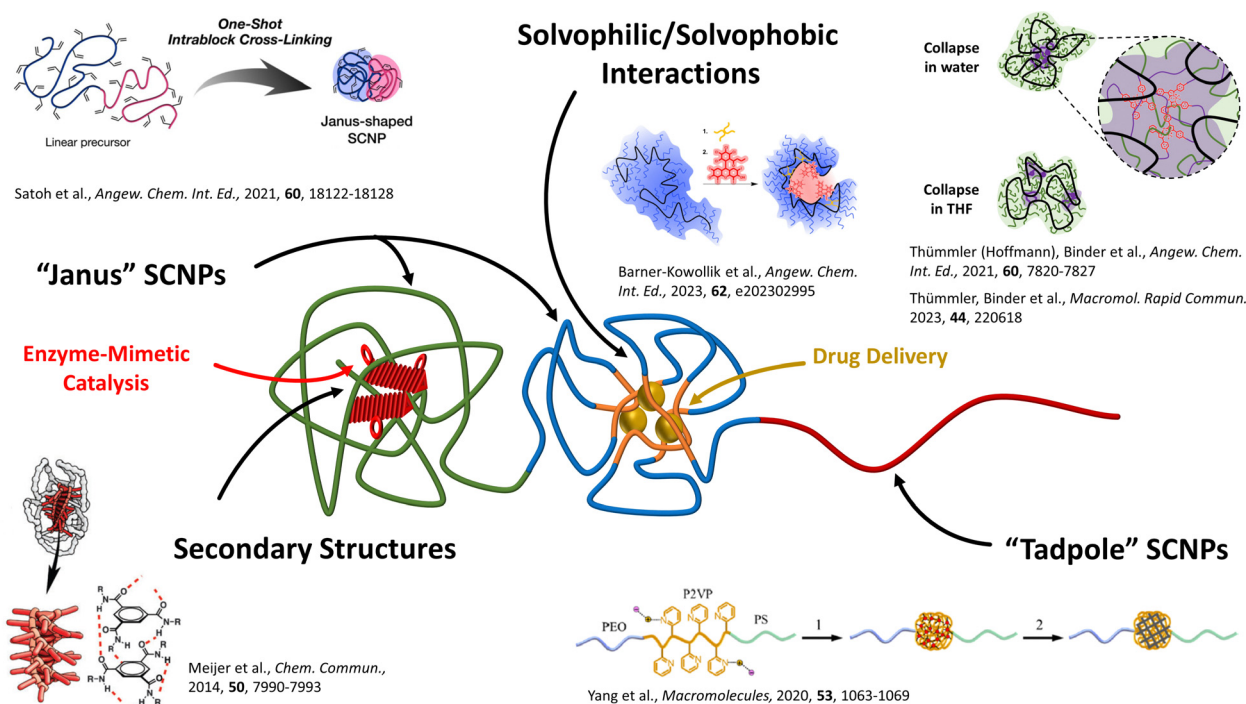 One-Shot
Intrablock Cross-Linking
Linear precursor
Janus-shaped
SCNP
Satoh et al., Angew. Chem. Int. Ed., 2021, 60, 18122-18128
Solvophilic/Solvophobic
Interactions
1.
2.
Barner-Kowollik et al., Angew. Chem.
Int. Ed., 2023, 62, e202302995
Collapse
in water
Collapse
in THF
Thümmler (Hoffmann), Binder et al., Angew. Chem.
Int. Ed., 2021, 60, 7820-7827
Thümmler, Binder et al., Macromol. Rapid Commun.
2023, 44, 220618
“Janus” SCNPs
Enzyme-Mimetic
Catalysis
Drug Delivery
Secondary Structures
“Tadpole” SCNPs
Meijer et al., Chem. Commun.,
2014, 50, 7990-7993
PEO
P2VP
PS
1
2
Yang et al., Macromolecules, 2020, 53, 1063-1069